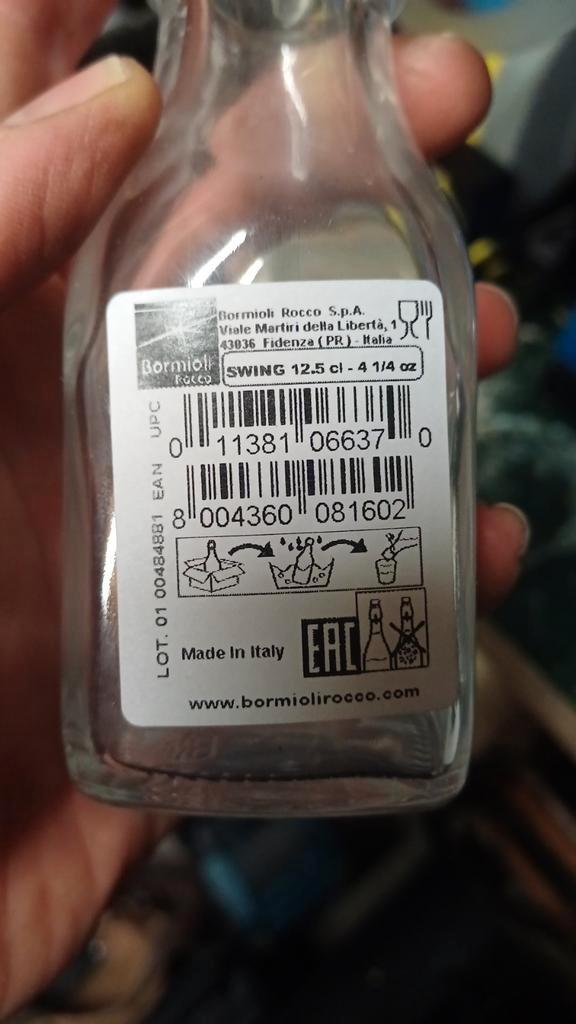 Bormioli Rocco S.p.A.
Viale Martiri della Libertà, 1
43036 Fidenza (PR) - Italia
Bormioli
Rocco
SWING 12.5 cl - 4 1/4 oz
UPC
0 11381 06637 0
EAN
8 004360 081602
LOT. 01 00484881
Made In Italy
EAC
www.bormiolirocco.com